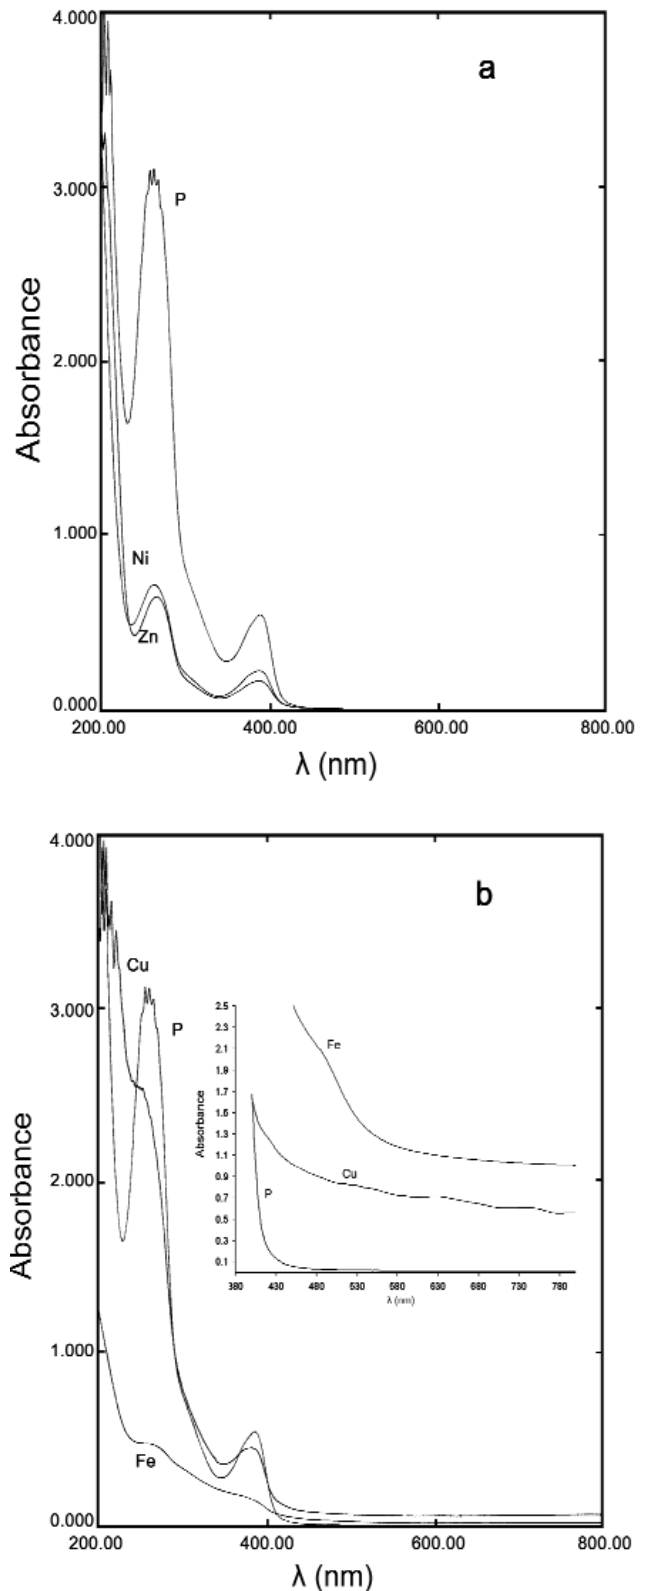 4.000
a
3.000
P
Absorbance
2.000
1.000
Ni
Zn
0.000
200.00 400.00 600.00 800.00
λ (nm)
4.000
b
Cu
3.000
P
2.5
2.3
Fe
2.1
1.9
1.7
Absorbance
1.5
1.3
1.1
Cu
0.9
P
0.7
0.5
0.3
0.1
380 430 480 530 580 630 680 730 780
λ (nm)
Absorbance
2.000
1.000
Fe
0.000
200.00 400.00 600.00 800.00
λ (nm)